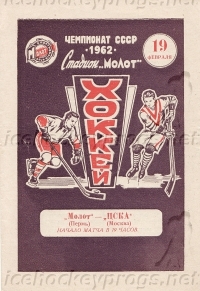 ЧЕМПИОНАТ СССР
-1962-
Стадион „Молот"
19
ФЕВРАЛЯ
ХОККЕЙ
„Молот" — „ЦСКА"
(Пермь) (Москва)
НАЧАЛО МАТЧА В 19 ЧАСОВ
icehockeyprogs.net